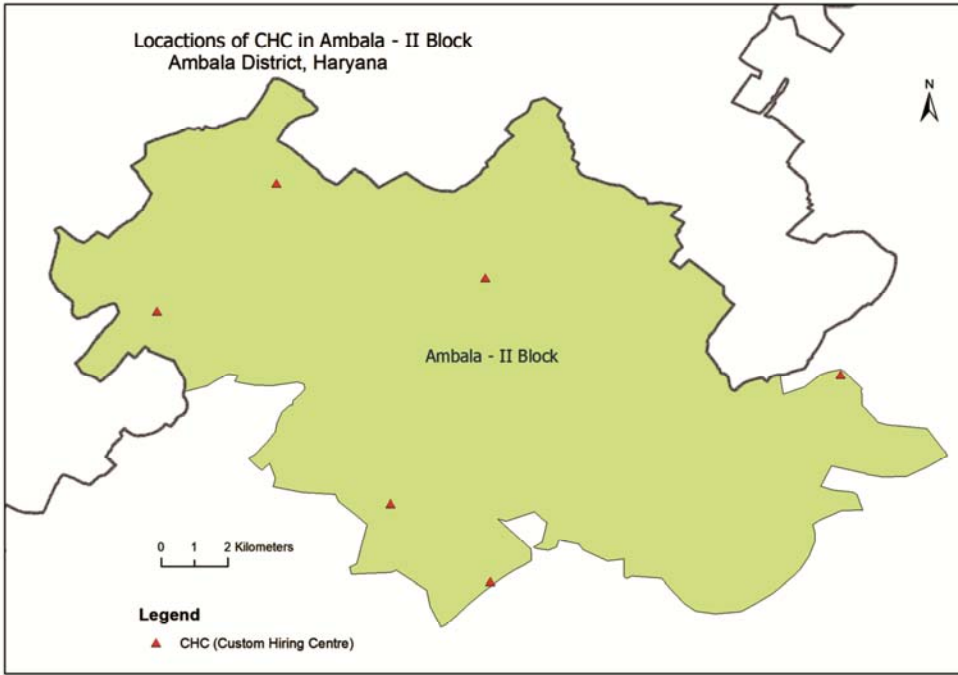 Locactions of CHC in Ambala - II Block
Ambala District, Haryana
N
Ambala - II Block
0 1 2 Kilometers
Legend
CHC (Custom Hiring Centre)